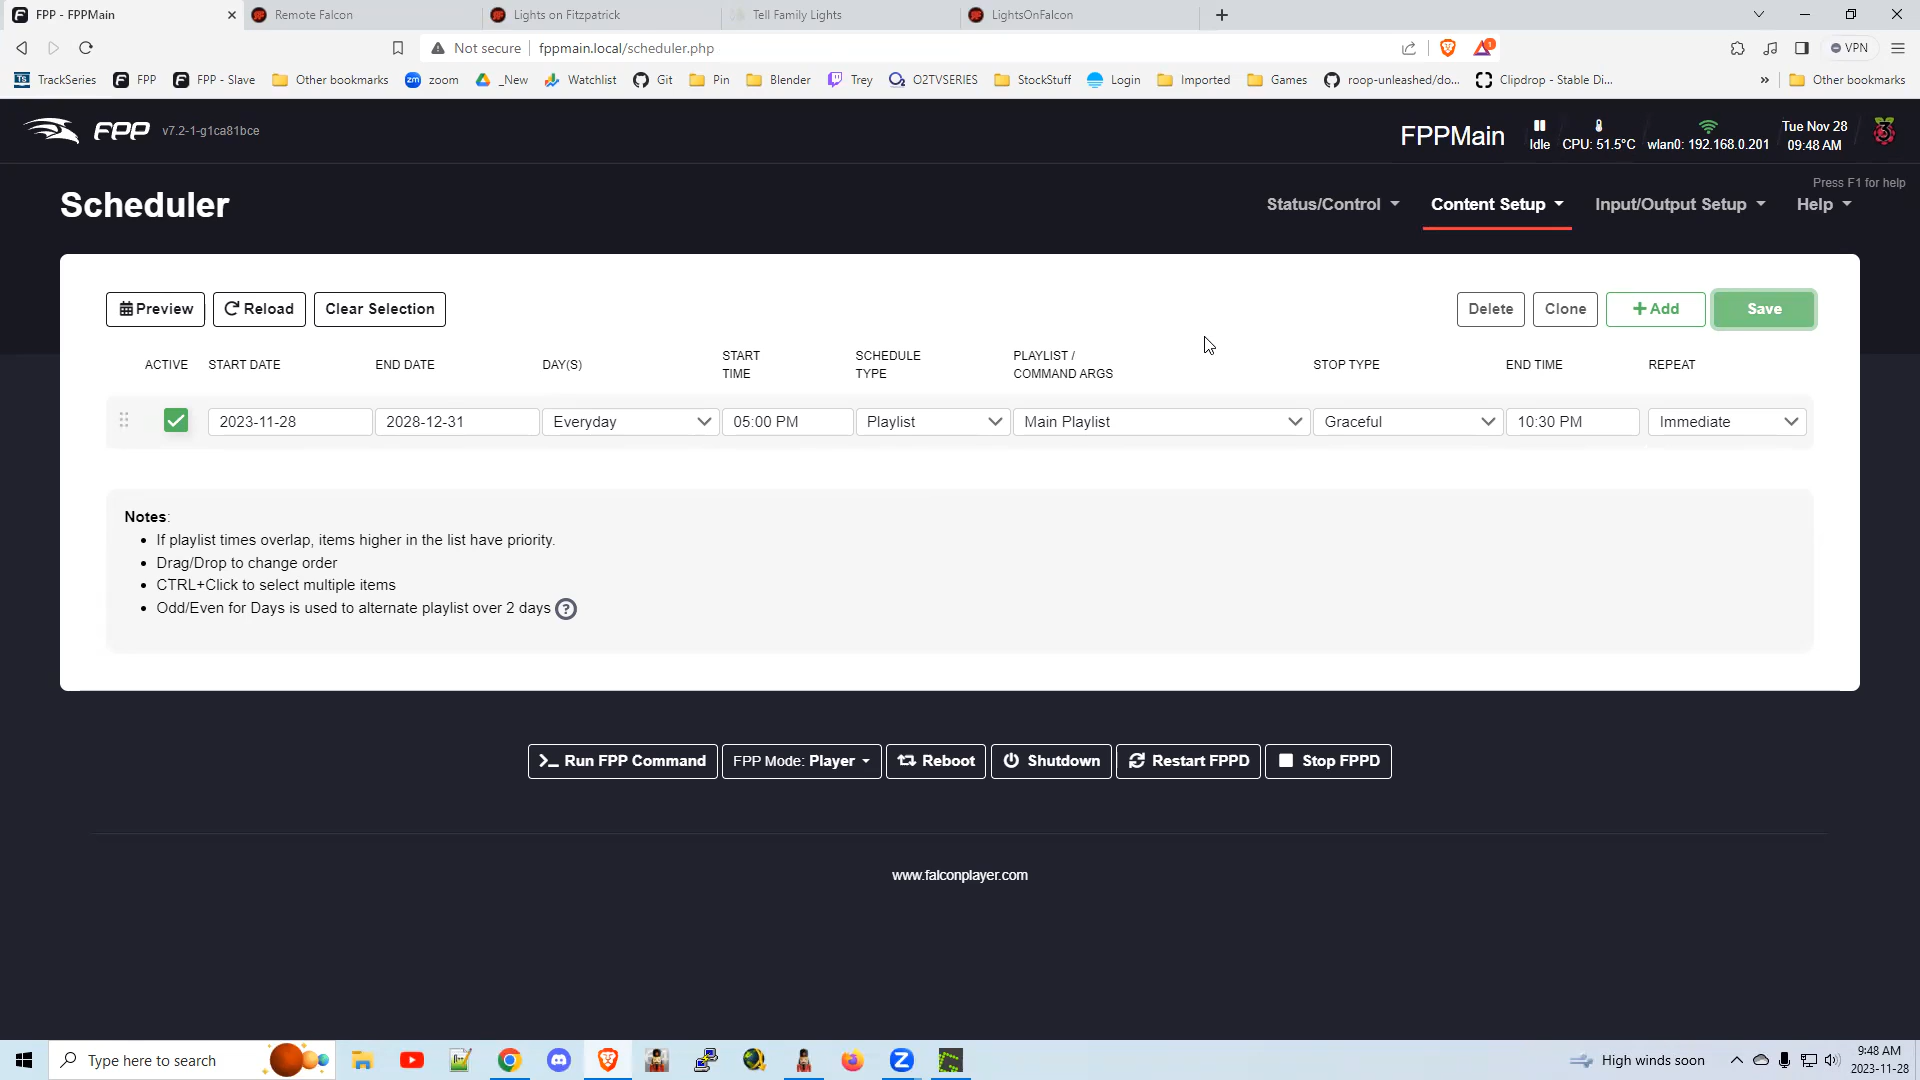 FPP - FPPMain
Remote Falcon
Lights on Fitzpatrick
Tell Family Lights
LightsOnFalcon
Not secure
fppmain.local/scheduler.php
1
VPN
TrackSeries
FPP
FPP - Slave
Other bookmarks
zoom
_New
Watchlist
Git
Pin
Blender
Trey
O2TVSERIES
StockStuff
Login
Imported
Games
roop-unleashed/do...
Clipdrop - Stable Di...
»
Other bookmarks
FPP
v7.2-1-g1ca81bce
FPPMain
Idle
CPU: 51.5°C
wlan0: 192.168.0.201
Tue Nov 28
09:48 AM
Press F1 for help
Scheduler
Status/Control
Content Setup
Input/Output Setup
Help
Preview
Reload
Clear Selection
Delete
Clone
+ Add
Save
ACTIVE
START DATE
END DATE
DAY(S)
START
TIME
SCHEDULE
TYPE
PLAYLIST /
COMMAND ARGS
STOP TYPE
END TIME
REPEAT
2023-11-28
2028-12-31
Everyday
05:00 PM
Playlist
Main Playlist
Graceful
10:30 PM
Immediate
Notes:
• If playlist times overlap, items higher in the list have priority.
• Drag/Drop to change order
• CTRL+Click to select multiple items
• Odd/Even for Days is used to alternate playlist over 2 days ?
>_ Run FPP Command
FPP Mode: Player
Reboot
Shutdown
Restart FPPD
Stop FPPD
www.falconplayer.com
Type here to search
High winds soon
9:48 AM
2023-11-28